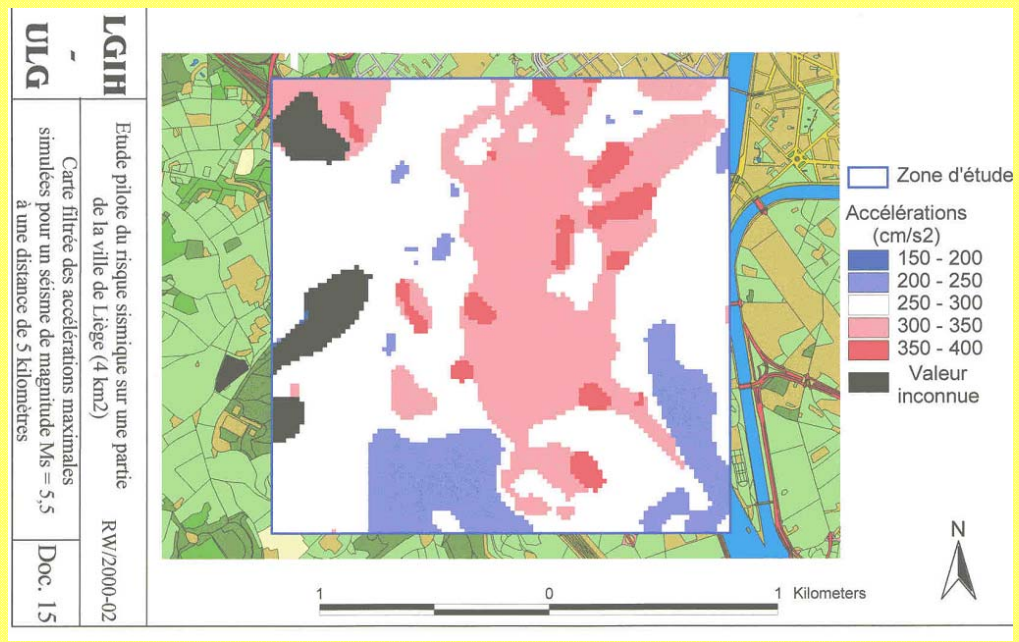 LGIH
-
ULG
Etude pilote du risque sismique sur une partie
de la ville de Liège (4 km2)
RW/2000-02
Carte filtrée des accélérations maximales
simulées pour un séisme de magnitude Ms = 5,5
à une distance de 5 kilomètres
Doc. 15
Zone d'étude
Accélérations
(cm/s2)
150 - 200
200 - 250
250 - 300
300 - 350
350 - 400
Valeur
inconnue
N
1 0 1 Kilometers